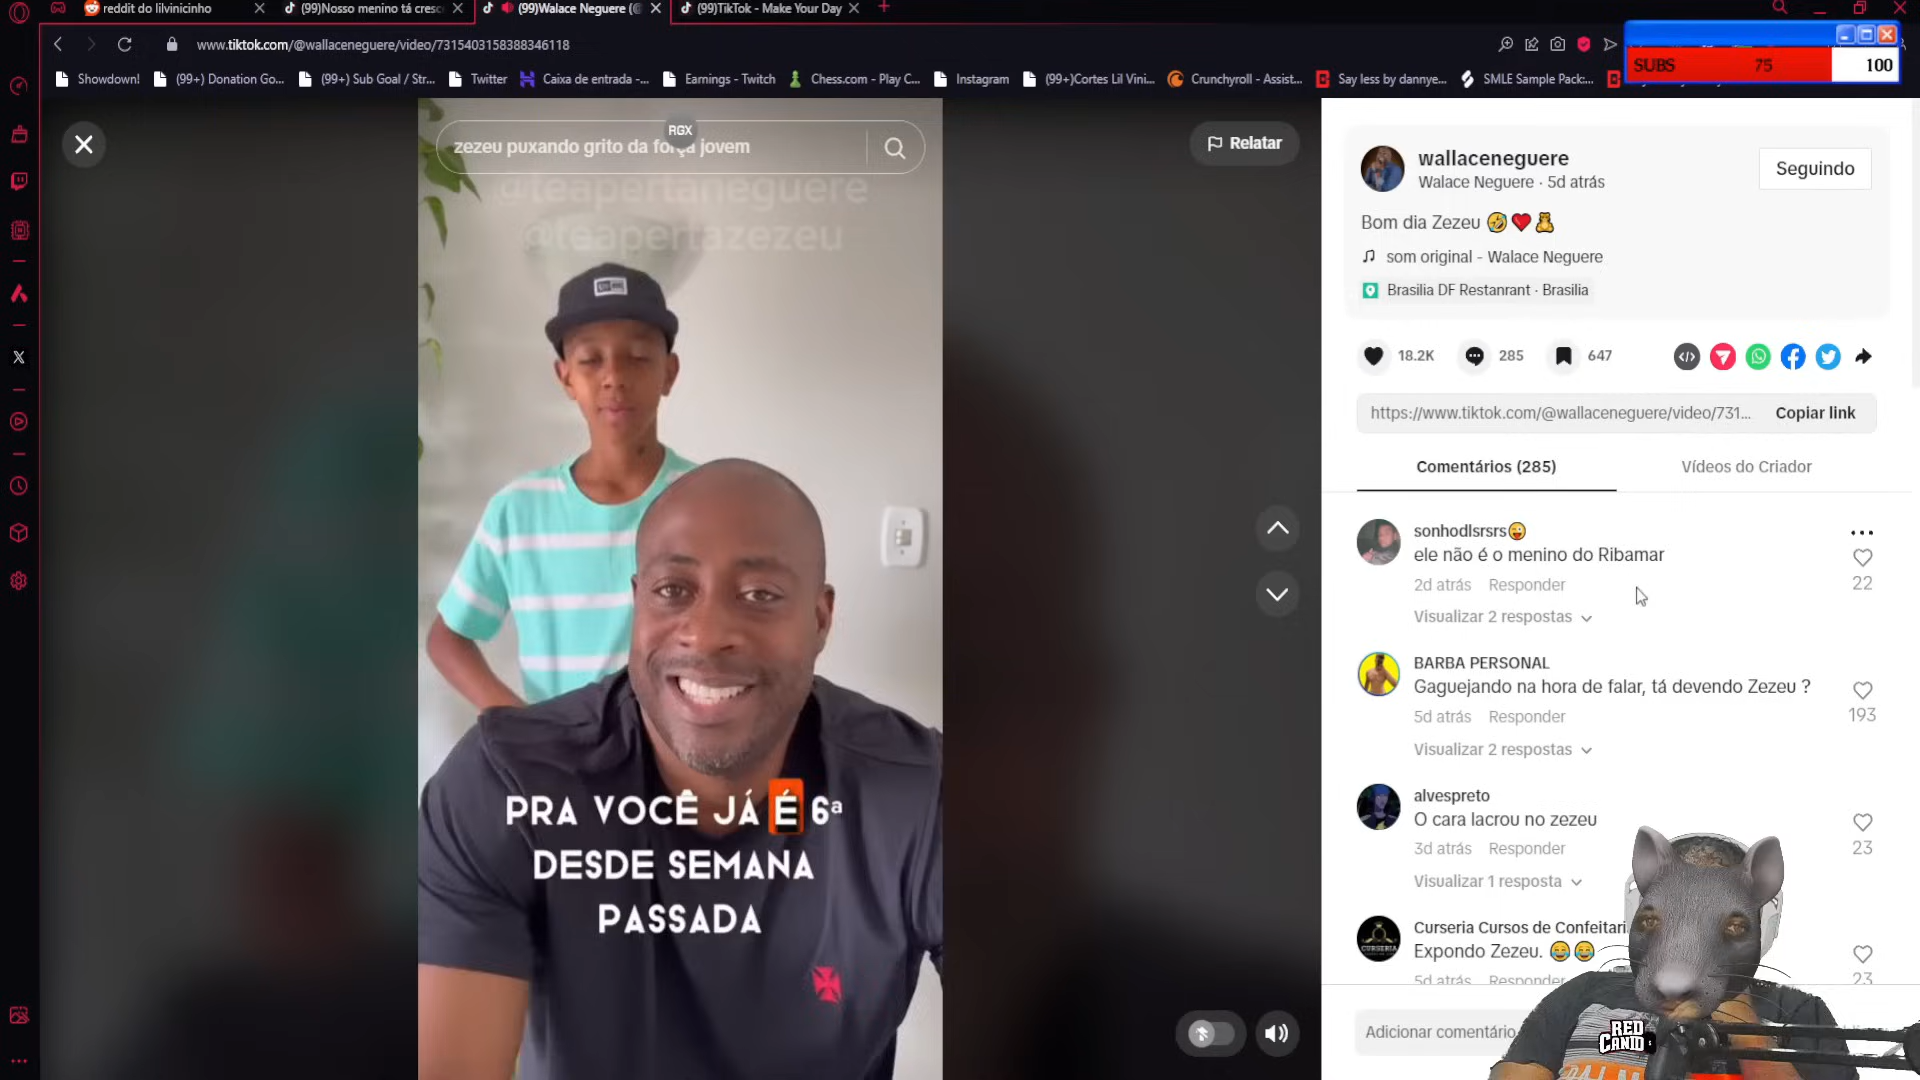 reddit do lilvinicinho
(99)Nosso menino tá cresc
(99)Walace Neguere (@
(99)TikTok - Make Your Day
www.tiktok.com/@wallaceneguere/video/7315403158388346118
SUBS 75 100
Showdown!
(99+) Donation Go...
(99+) Sub Goal / Str...
Twitter
Caixa de entrada -...
Earnings - Twitch
Chess.com - Play C...
Instagram
(99+)Cortes Lil Vini...
Crunchyroll - Assist...
Say less by dannye...
SMLE Sample Pack:...
RGX
zezeu puxando grito da força jovem
Relatar
@teapertaneguere
@teapertazezeu
PRA VOCÊ JÁ É 6ª
DESDE SEMANA
PASSADA
wallaceneguere
Walace Neguere · 5d atrás
Seguindo
Bom dia Zezeu 🤣❤️🧸
som original - Walace Neguere
Brasilia DF Restanrant · Brasilia
18.2K
285
647
https://www.tiktok.com/@wallaceneguere/video/731...
Copiar link
Comentários (285)
Vídeos do Criador
sonhodlsrsrs😜
ele não é o menino do Ribamar
2d atrás Responder
22
Visualizar 2 respostas
BARBA PERSONAL
Gaguejando na hora de falar, tá devendo Zezeu ?
5d atrás Responder
193
Visualizar 2 respostas
alvespreto
O cara lacrou no zezeu
3d atrás Responder
23
Visualizar 1 resposta
Curseria Cursos de Confeitari
Expondo Zezeu. 😂😂
5d atrás Responder
23
Adicionar comentário
RED
CANID